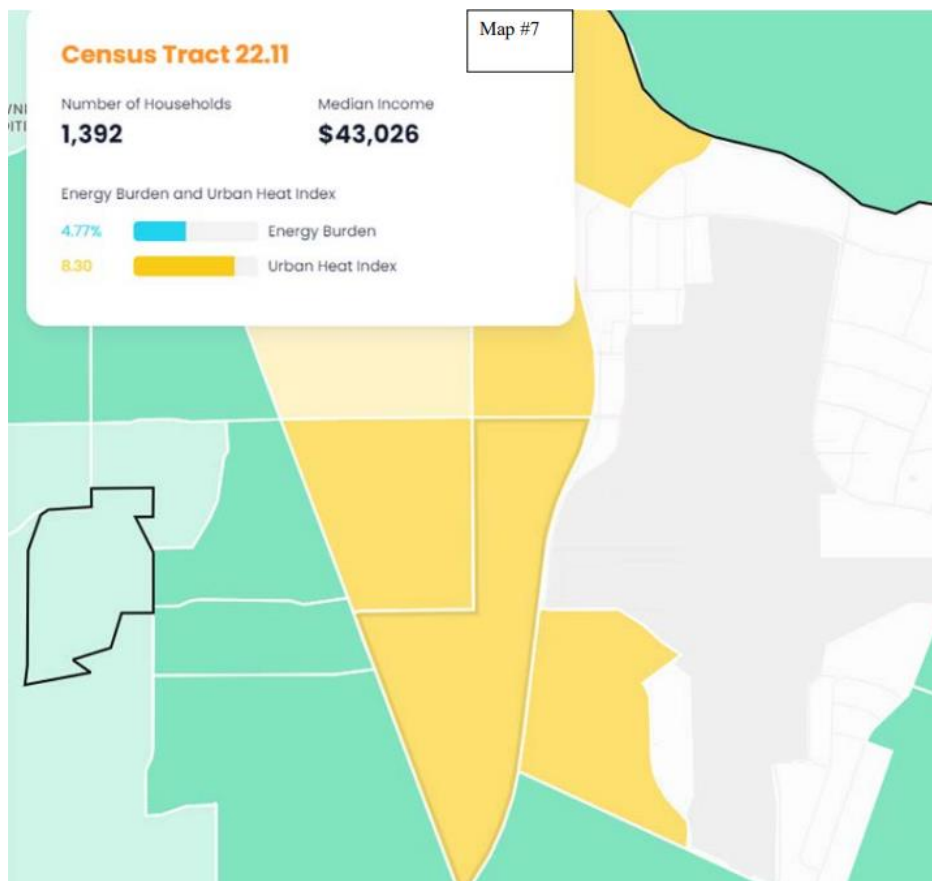 Map #7
Census Tract 22.11
Number of Households Median Income
1,392 $43,026
Energy Burden and Urban Heat Index
4.77% Energy Burden
8.30 Urban Heat Index